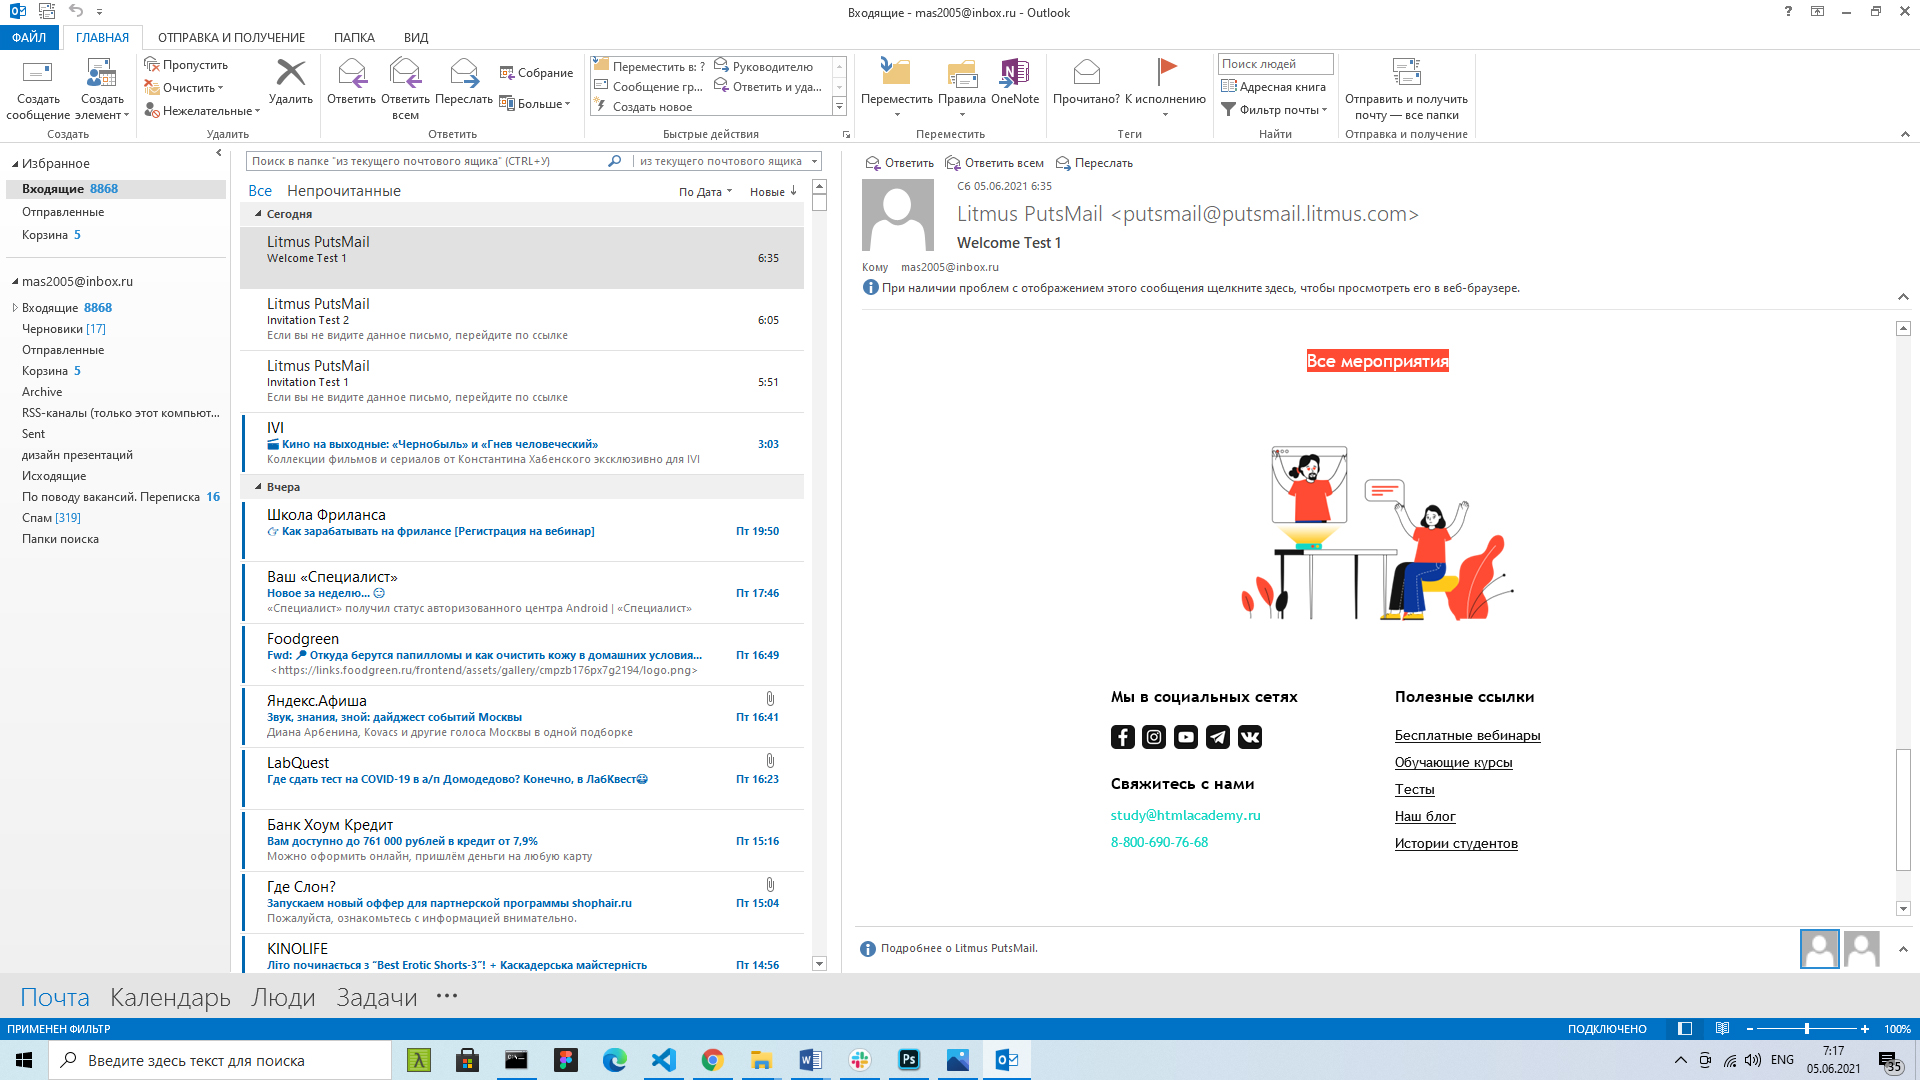 Входящие - mas2005@inbox.ru - Outlook
ФАЙЛ
ГЛАВНАЯ
ОТПРАВКА И ПОЛУЧЕНИЕ
ПАПКА
ВИД
Создать сообщение
Создать элемент
Создать
Пропустить
Очистить
Нежелательные
Удалить
Удалить
Ответить
Ответить всем
Переслать
Собрание
Больше
Ответить
Переместить в: ?
Сообщение гр...
Создать новое
Руководителю
Ответить и уда...
Быстрые действия
Переместить
Правила
OneNote
Переместить
Прочитано?
К исполнению
Теги
Поиск людей
Адресная книга
Фильтр почты
Найти
Отправить и получить почту — все папки
Отправка и получение
Избранное
Входящие 8868
Отправленные
Корзина 5
mas2005@inbox.ru
Входящие 8868
Черновики [17]
Отправленные
Корзина 5
Archive
RSS-каналы (только этот компьют...
Sent
дизайн презентаций
Исходящие
По поводу вакансий. Переписка 16
Спам [319]
Папки поиска
Поиск в папке "из текущего почтового ящика" (CTRL+У)
из текущего почтового ящика
Все Непрочитанные
По Дата Новые
Сегодня
Litmus PutsMail
Welcome Test 1 6:35
Litmus PutsMail
Invitation Test 2 6:05
Если вы не видите данное письмо, перейдите по ссылке
Litmus PutsMail
Invitation Test 1 5:51
Если вы не видите данное письмо, перейдите по ссылке
IVI
Кино на выходные: «Чернобыль» и «Гнев человеческий» 3:03
Коллекции фильмов и сериалов от Константина Хабенского эксклюзивно для IVI
Вчера
Школа Фриланса
Как зарабатывать на фрилансе [Регистрация на вебинар] Пт 19:50
Ваш «Специалист»
Новое за неделю... Пт 17:46
«Специалист» получил статус авторизованного центра Android | «Специалист»
Foodgreen
Fwd: Откуда берутся папилломы и как очистить кожу в домашних условия... Пт 16:49
<https://links.foodgreen.ru/frontend/assets/gallery/cmpzb176px7g2194/logo.png>
Яндекс.Афиша
Звук, знания, зной: дайджест событий Москвы Пт 16:41
Диана Арбенина, Kovacs и другие голоса Москвы в одной подборке
LabQuest
Где сдать тест на COVID-19 в а/п Домодедово? Конечно, в ЛабКвест Пт 16:23
Банк Хоум Кредит
Вам доступно до 761 000 рублей в кредит от 7,9% Пт 15:16
Можно оформить онлайн, пришлём деньги на любую карту
Где Слон?
Запускаем новый оффер для партнерской программы shophair.ru Пт 15:04
Пожалуйста, ознакомьтесь с информацией внимательно.
KINOLIFE
Літо починається з "Best Erotic Shorts-3"! + Каскадерська майстерність Пт 14:56
Ответить Ответить всем Переслать
Сб 05.06.2021 6:35
Litmus PutsMail <putsmail@putsmail.litmus.com>
Welcome Test 1
Кому mas2005@inbox.ru
При наличии проблем с отображением этого сообщения щелкните здесь, чтобы просмотреть его в веб-браузере.
Все мероприятия
Мы в социальных сетях
Свяжитесь с нами
study@htmlacademy.ru
8-800-690-76-68
Полезные ссылки
Бесплатные вебинары
Обучающие курсы
Тесты
Наш блог
Истории студентов
Подробнее о Litmus PutsMail.
Почта Календарь Люди Задачи ···
ПРИМЕНЕН ФИЛЬТР
ПОДКЛЮЧЕНО
100%
Введите здесь текст для поиска
ENG
7:17
05.06.2021
35